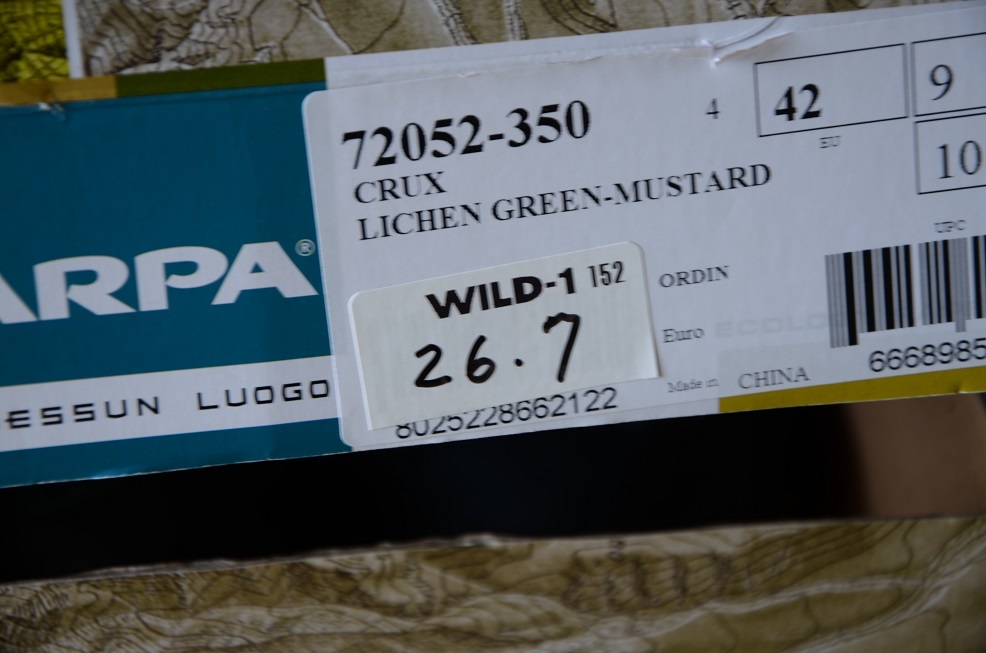 72052-350
4
42
EU
9
10
CRUX
LICHEN GREEN-MUSTARD
UPC
ARPA®
WILD-1 152
26.7
ORDIN
Euro
ECOLO
6668985
Made in CHINA
ESSUN LUOGO
8025228662122